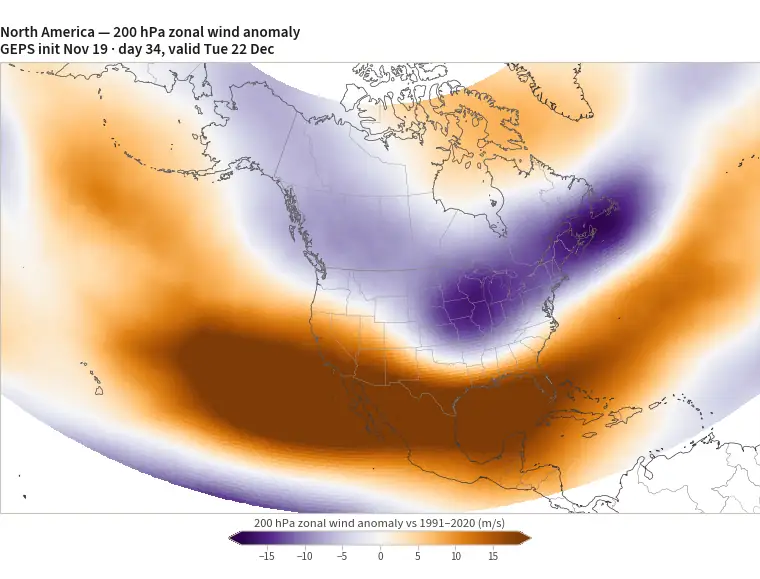 North America — 200 hPa zonal wind anomaly
GEPS init Nov 19 · day 34, valid Tue 22 Dec
200 hPa zonal wind anomaly vs 1991–2020 (m/s)
−15 −10 −5 0 5 10 15